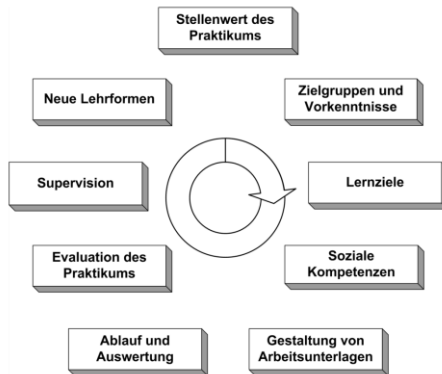 Stellenwert des
Praktikums
Zielgruppen und
Vorkenntnisse
Lernziele
Soziale
Kompetenzen
Gestaltung von
Arbeitsunterlagen
Ablauf und
Auswertung
Evaluation des
Praktikums
Supervision
Neue Lehrformen